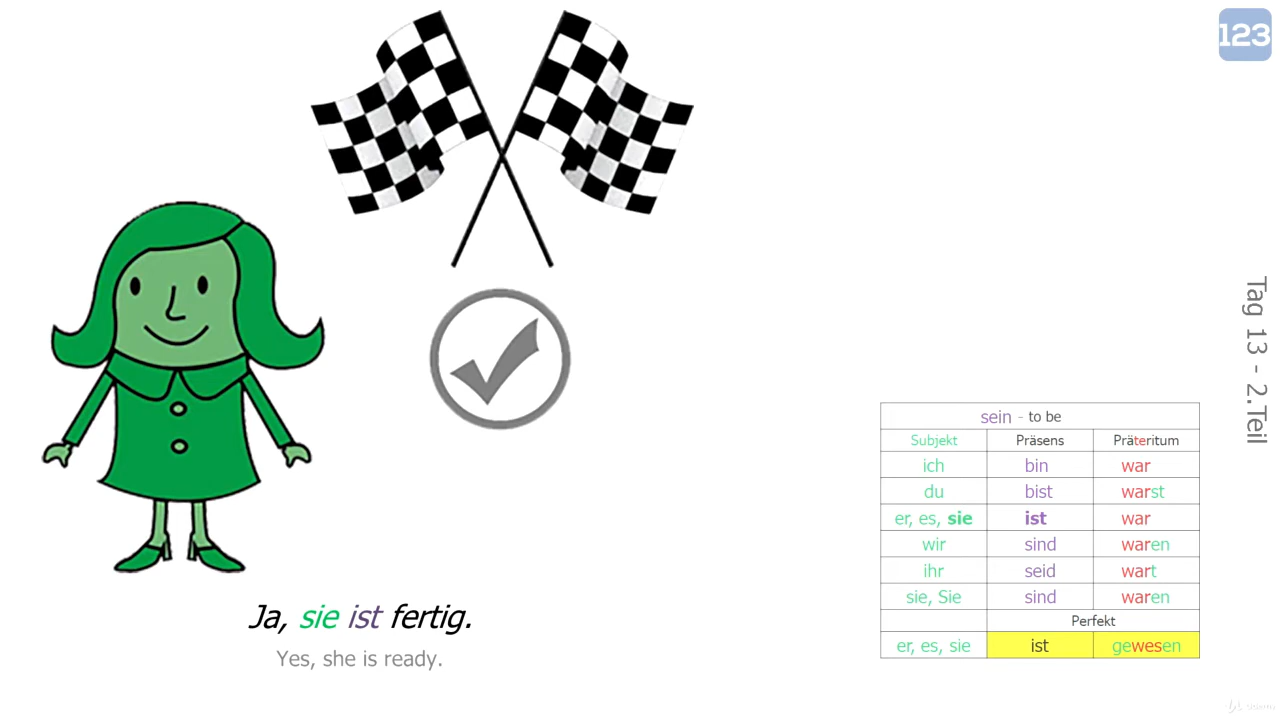 123
Tag 13 - 2.Teil
sein - to be
Subjekt Präsens Präteritum
ich bin war
du bist warst
er, es, sie ist war
wir sind waren
ihr seid wart
sie, Sie sind waren
Perfekt
er, es, sie ist gewesen
Ja, sie ist fertig.
Yes, she is ready.